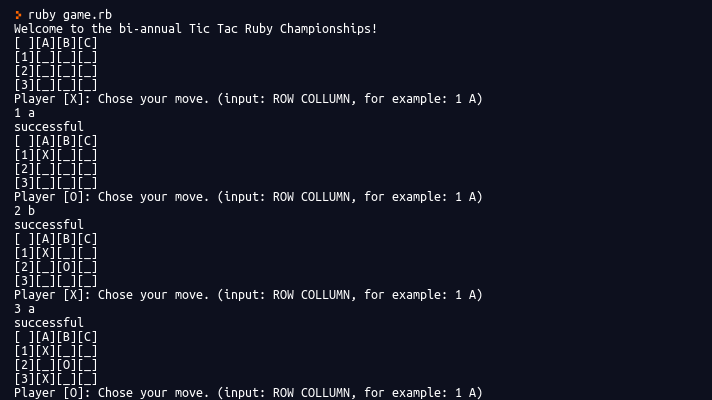 ruby game.rb
Welcome to the bi-annual Tic Tac Ruby Championships!
[ ][A][B][C]
[1][_][_][_]
[2][_][_][_]
[3][_][_][_]
Player [X]: Chose your move. (input: ROW COLLUMN, for example: 1 A)
1 a
successful
[ ][A][B][C]
[1][X][_][_]
[2][_][_][_]
[3][_][_][_]
Player [O]: Chose your move. (input: ROW COLLUMN, for example: 1 A)
2 b
successful
[ ][A][B][C]
[1][X][_][_]
[2][_][O][_]
[3][_][_][_]
Player [X]: Chose your move. (input: ROW COLLUMN, for example: 1 A)
3 a
successful
[ ][A][B][C]
[1][X][_][_]
[2][_][O][_]
[3][X][_][_]
Player [O]: Chose your move. (input: ROW COLLUMN, for example: 1 A)